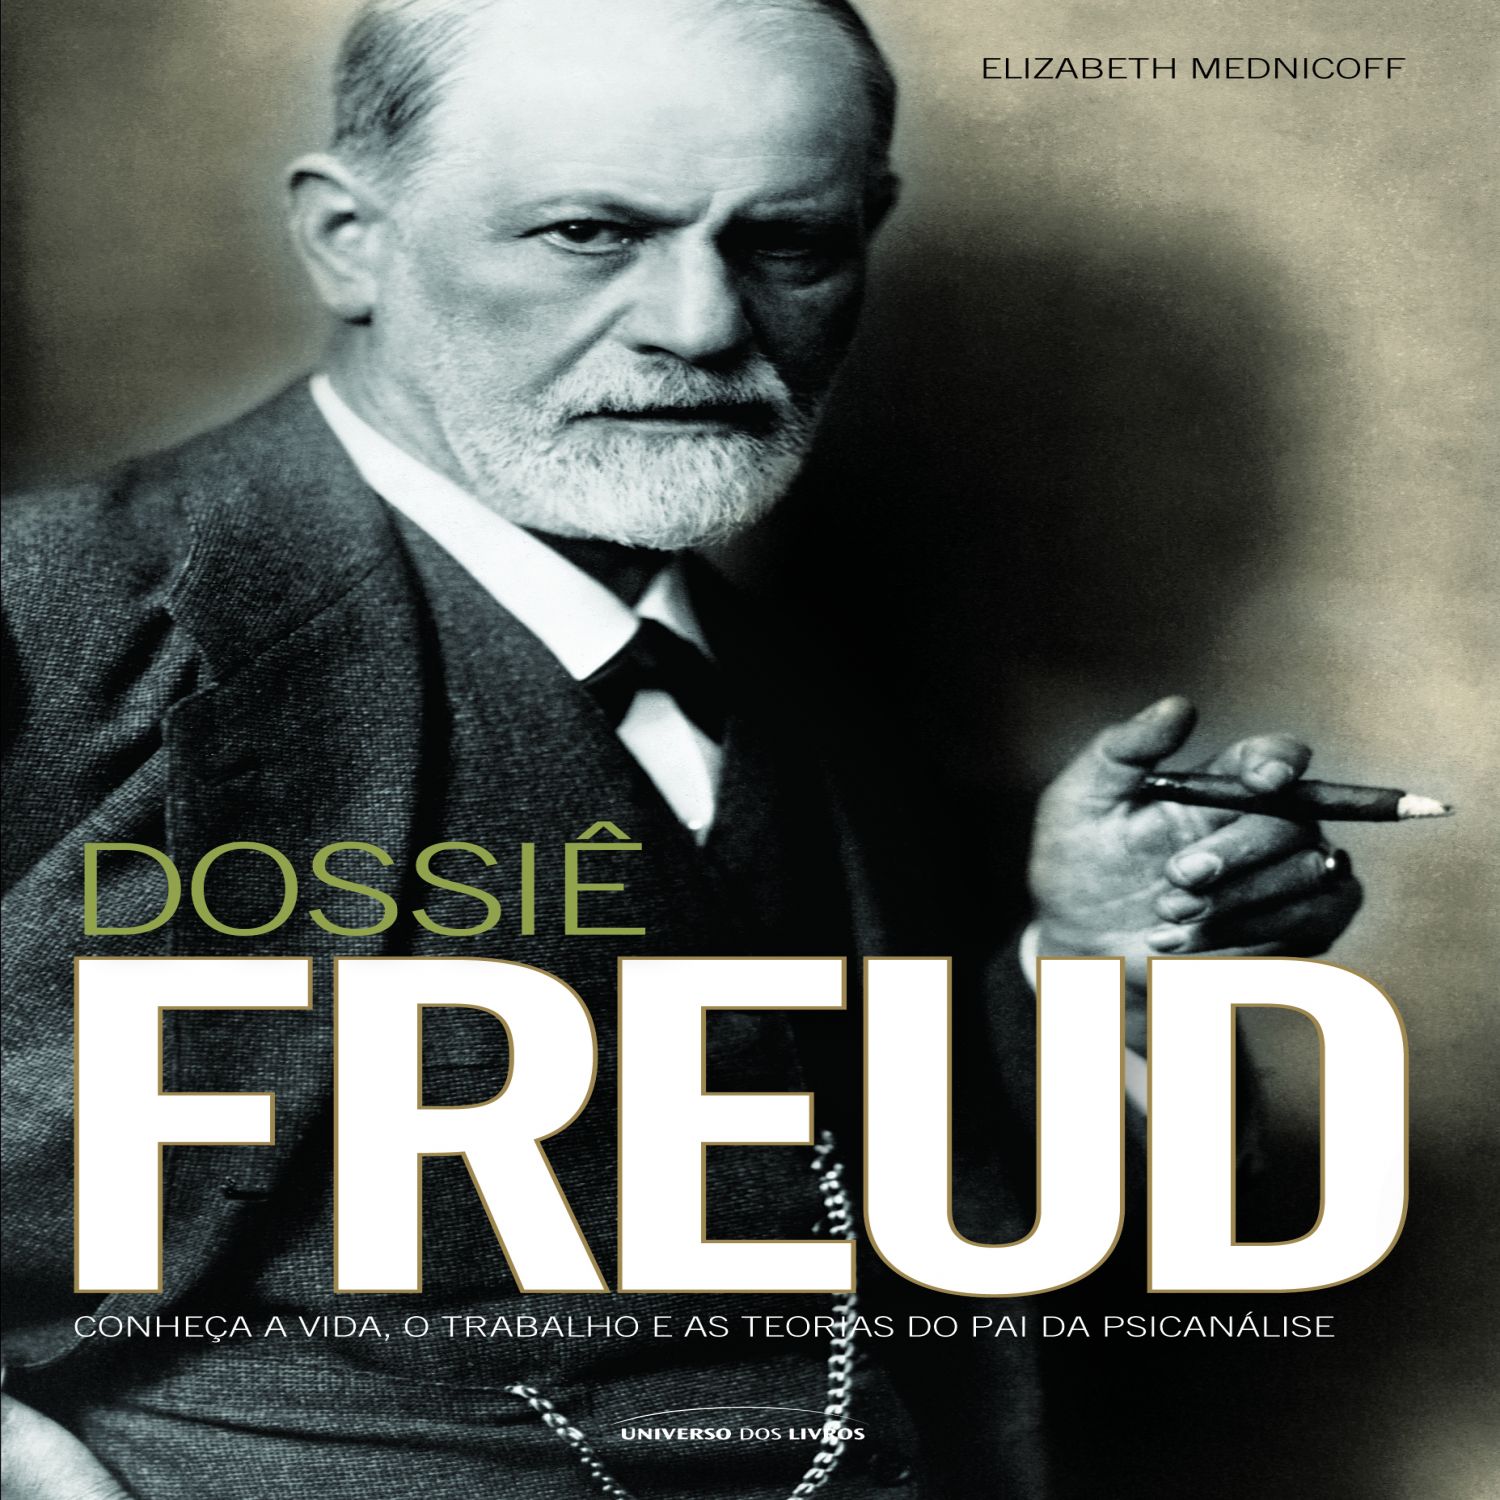 ELIZABETH MEDNICOFF
DOSSIÊ
FREUD
CONHEÇA A VIDA, O TRABALHO E AS TEORIAS DO PAI DA PSICANÁLISE
UNIVERSO DOS LIVROS